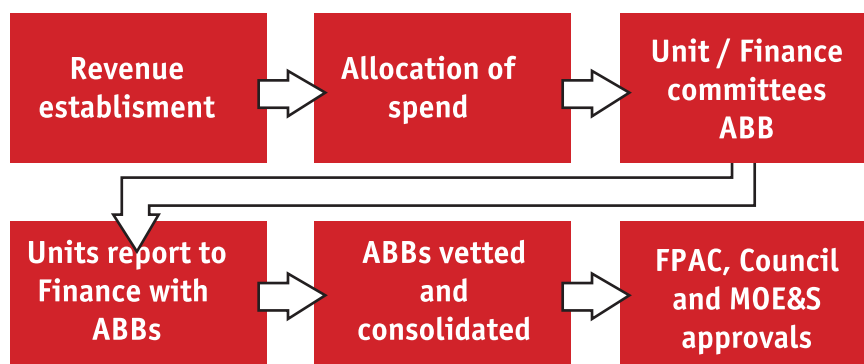 Revenue
establisment
Allocation of
spend
Unit / Finance
committees
ABB
Units report to
Finance with
ABBs
ABBs vetted
and
consolidated
FPAC, Council
and MOE&S
approvals